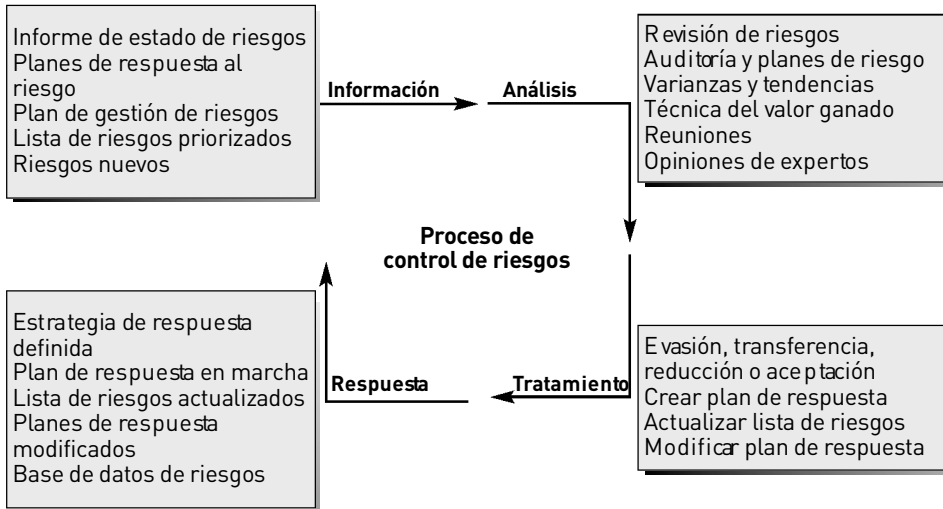 Informe de estado de riesgos
Planes de respuesta al
riesgo
Plan de gestión de riesgos
Lista de riesgos priorizados
Riesgos nuevos
Información
Análisis
Revisión de riesgos
Auditoría y planes de riesgo
Varianzas y tendencias
Técnica del valor ganado
Reuniones
Opiniones de expertos
Proceso de
control de riesgos
Estrategia de respuesta
definida
Plan de respuesta en marcha
Lista de riesgos actualizados
Planes de respuesta
modificados
Base de datos de riesgos
Respuesta
Tratamiento
Evasión, transferencia,
reducción o aceptación
Crear plan de respuesta
Actualizar lista de riesgos
Modificar plan de respuesta